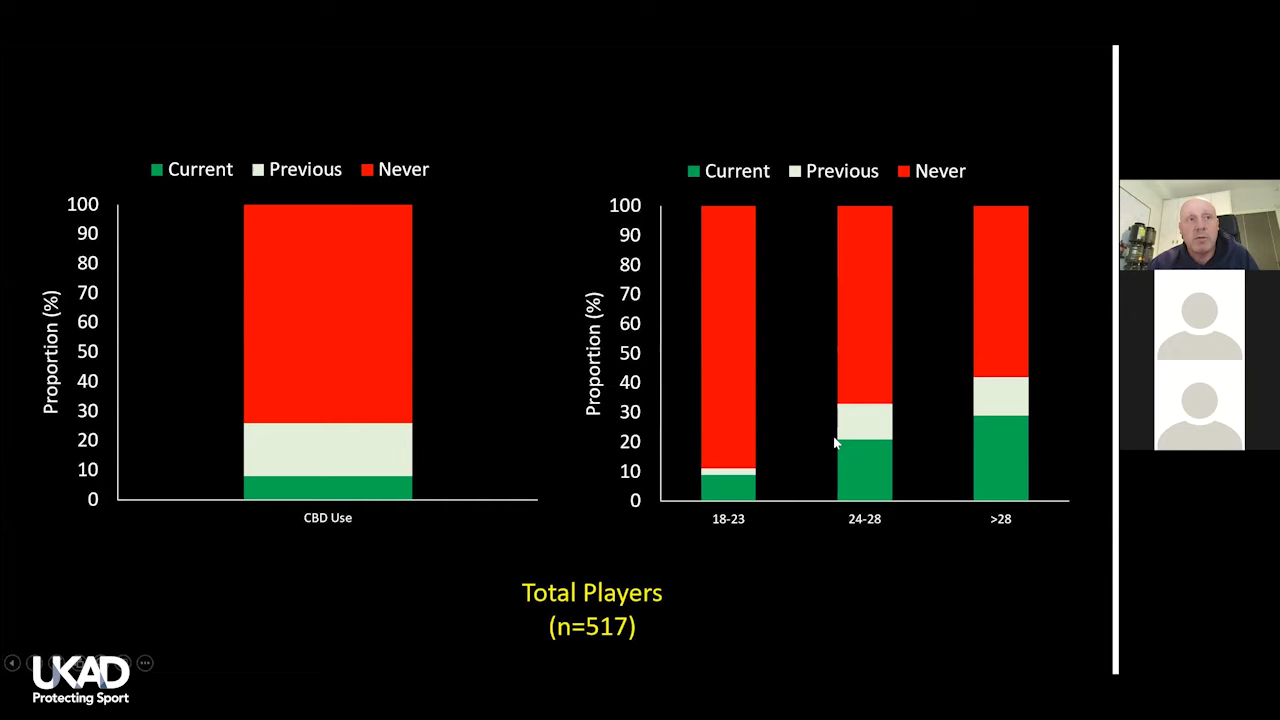 Current Previous Never
100
90
80
70
60
50
40
30
20
10
0
Proportion (%)
CBD Use
Current Previous Never
100
90
80
70
60
50
40
30
20
10
0
Proportion (%)
18-23 24-28 >28
Total Players
(n=517)
UKAD
Protecting Sport